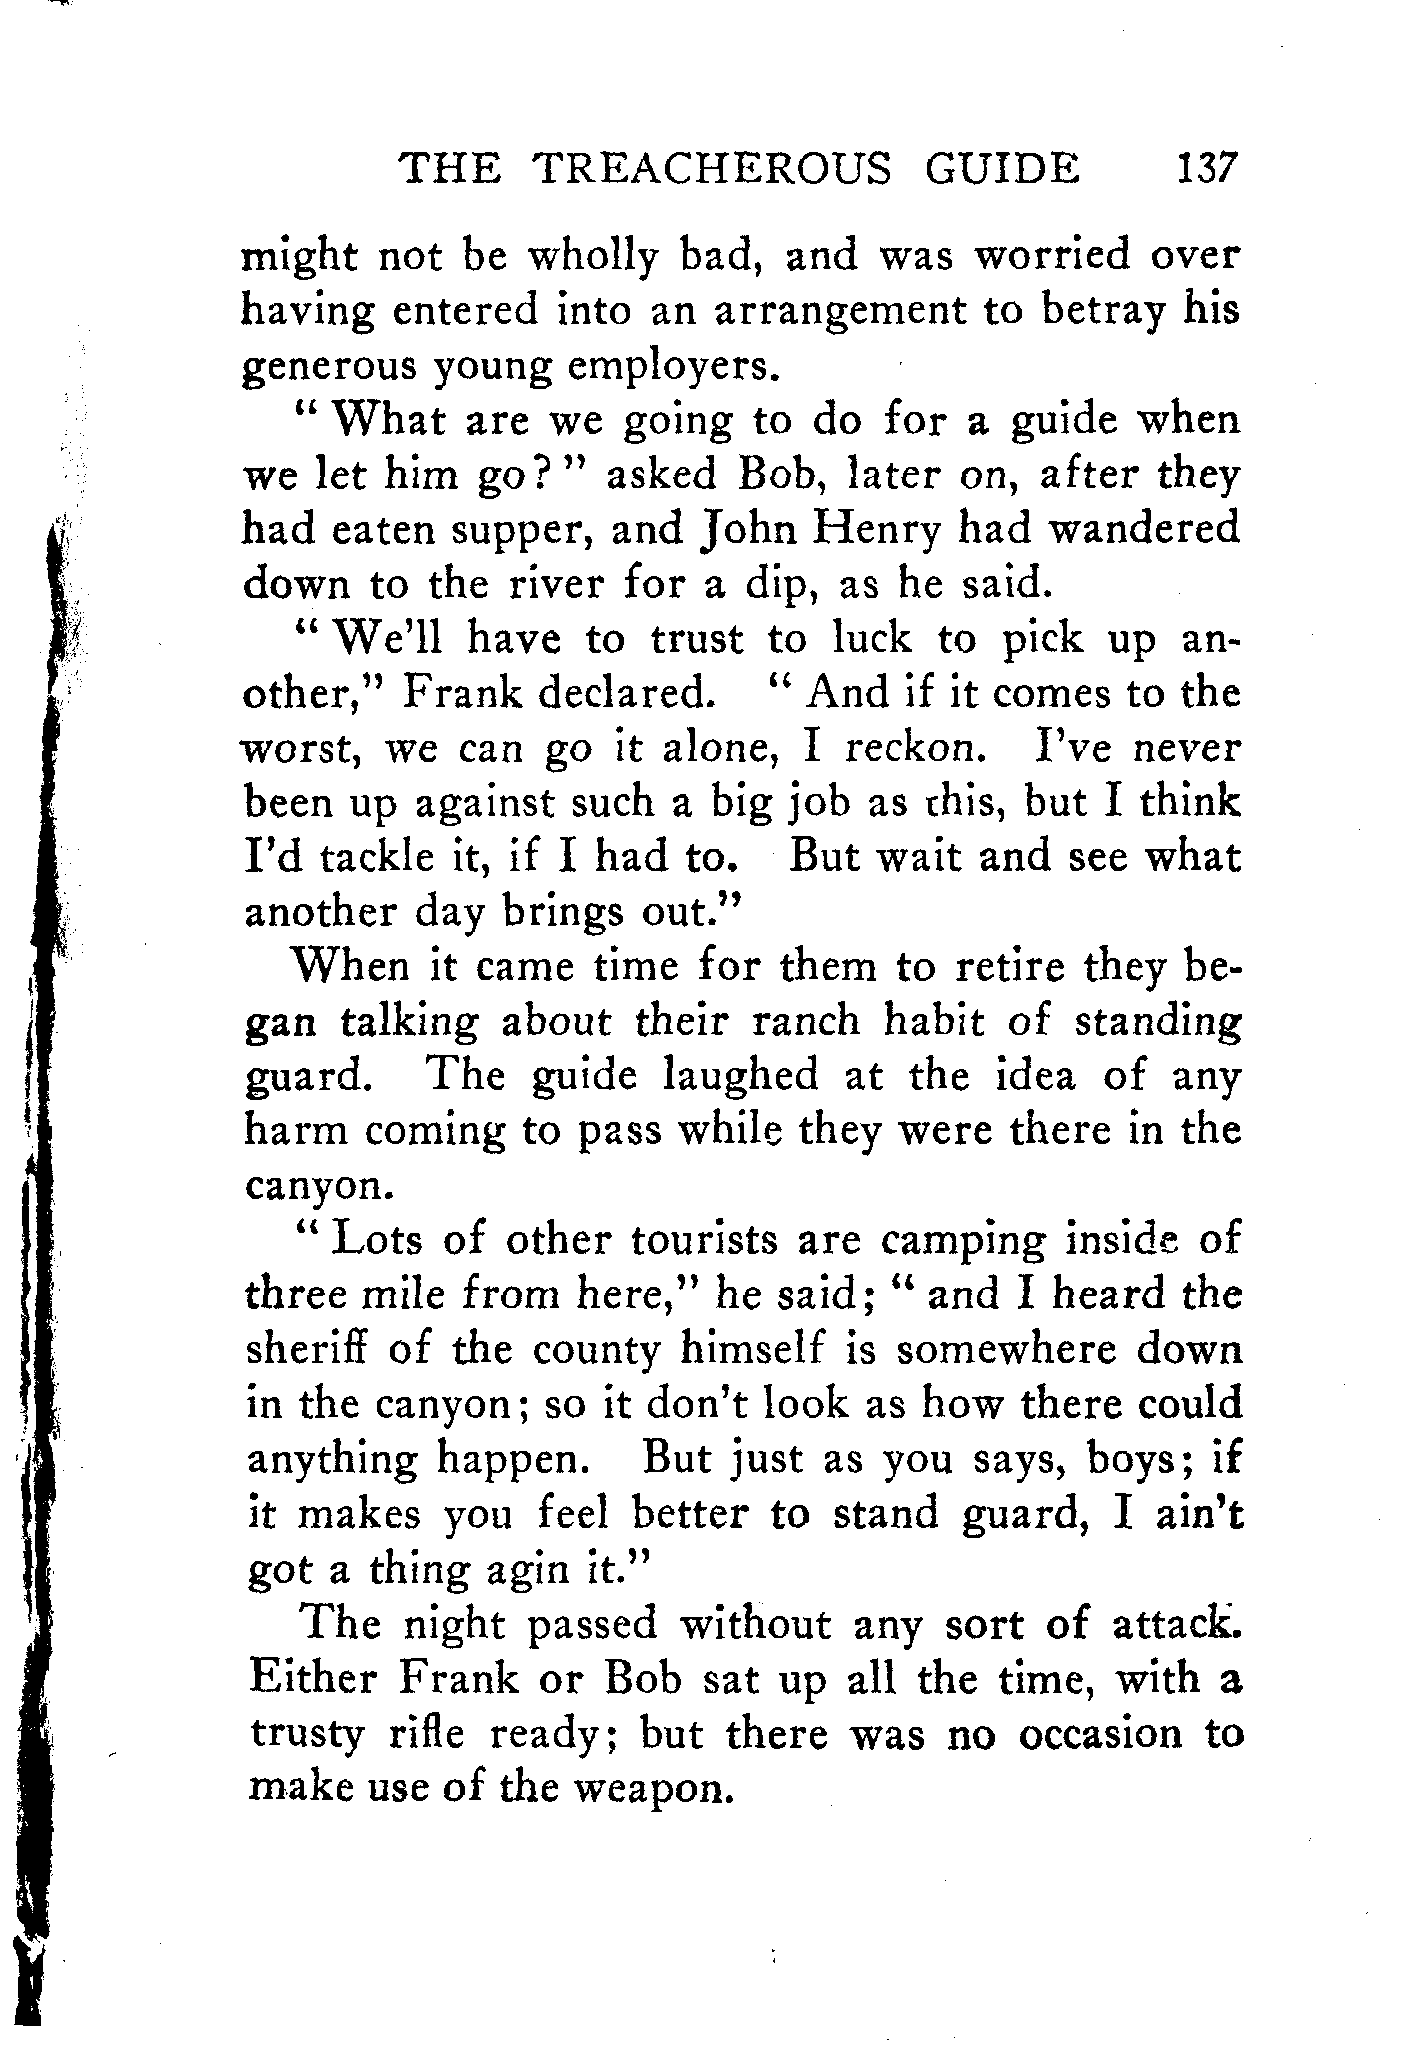 THE TREACHEROUS GUIDE 137
might not be wholly bad, and was worried over
having entered into an arrangement to betray his
generous young employers.
" What are we going to do for a guide when
we let him go? " asked Bob, later on, after they
had eaten supper, and John Henry had wandered
down to the river for a dip, as he said.
" We'll have to trust to luck to pick up an-
other," Frank declared. " And if it comes to the
worst, we can go it alone, I reckon. I've never
been up against such a big job as this, but I think
I'd tackle it, if I had to. But wait and see what
another day brings out."
When it came time for them to retire they be-
gan talking about their ranch habit of standing
guard. The guide laughed at the idea of any
harm coming to pass while they were there in the
canyon.
" Lots of other tourists are camping inside of
three mile from here," he said; " and I heard the
sheriff of the county himself is somewhere down
in the canyon; so it don't look as how there could
anything happen. But just as you says, boys; if
it makes you feel better to stand guard, I ain't
got a thing agin it."
The night passed without any sort of attack.
Either Frank or Bob sat up all the time, with a
trusty rifle ready; but there was no occasion to
make use of the weapon.